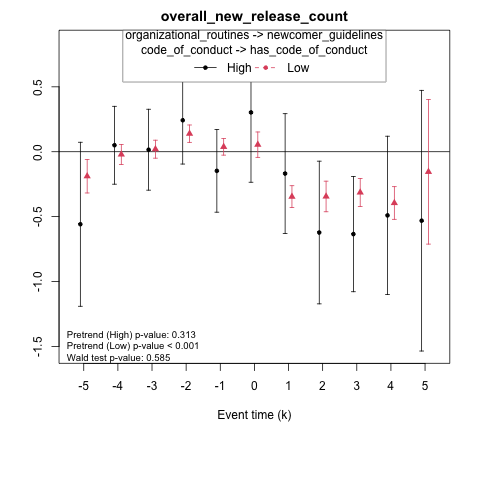 overall_new_release_count
organizational_routines -> newcomer_guidelines
code_of_conduct -> has_code_of_conduct
High Low
0.5
0.0
-0.5
-1.0
-1.5
Pretrend (High) p-value: 0.313
Pretrend (Low) p-value < 0.001
Wald test p-value: 0.585
-5 -4 -3 -2 -1 0 1 2 3 4 5
Event time (k)